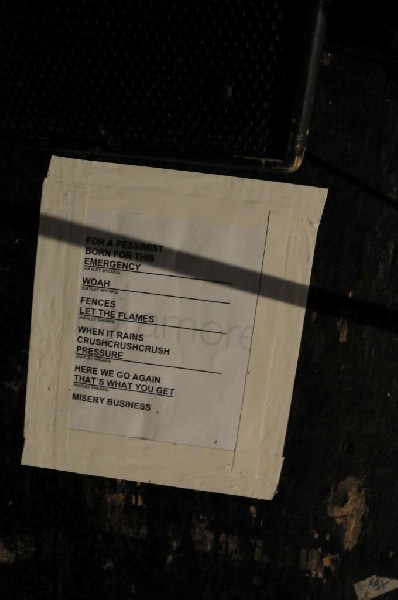 FOR A PESSIMIST
BORN FOR THIS
EMERGENCY
WOAH
FENCES
LET THE FLAMES
WHEN IT RAINS
CRUSHCRUSHCRUSH
PRESSURE
HERE WE GO AGAIN
THAT'S WHAT YOU GET
MISERY BUSINESS
amore